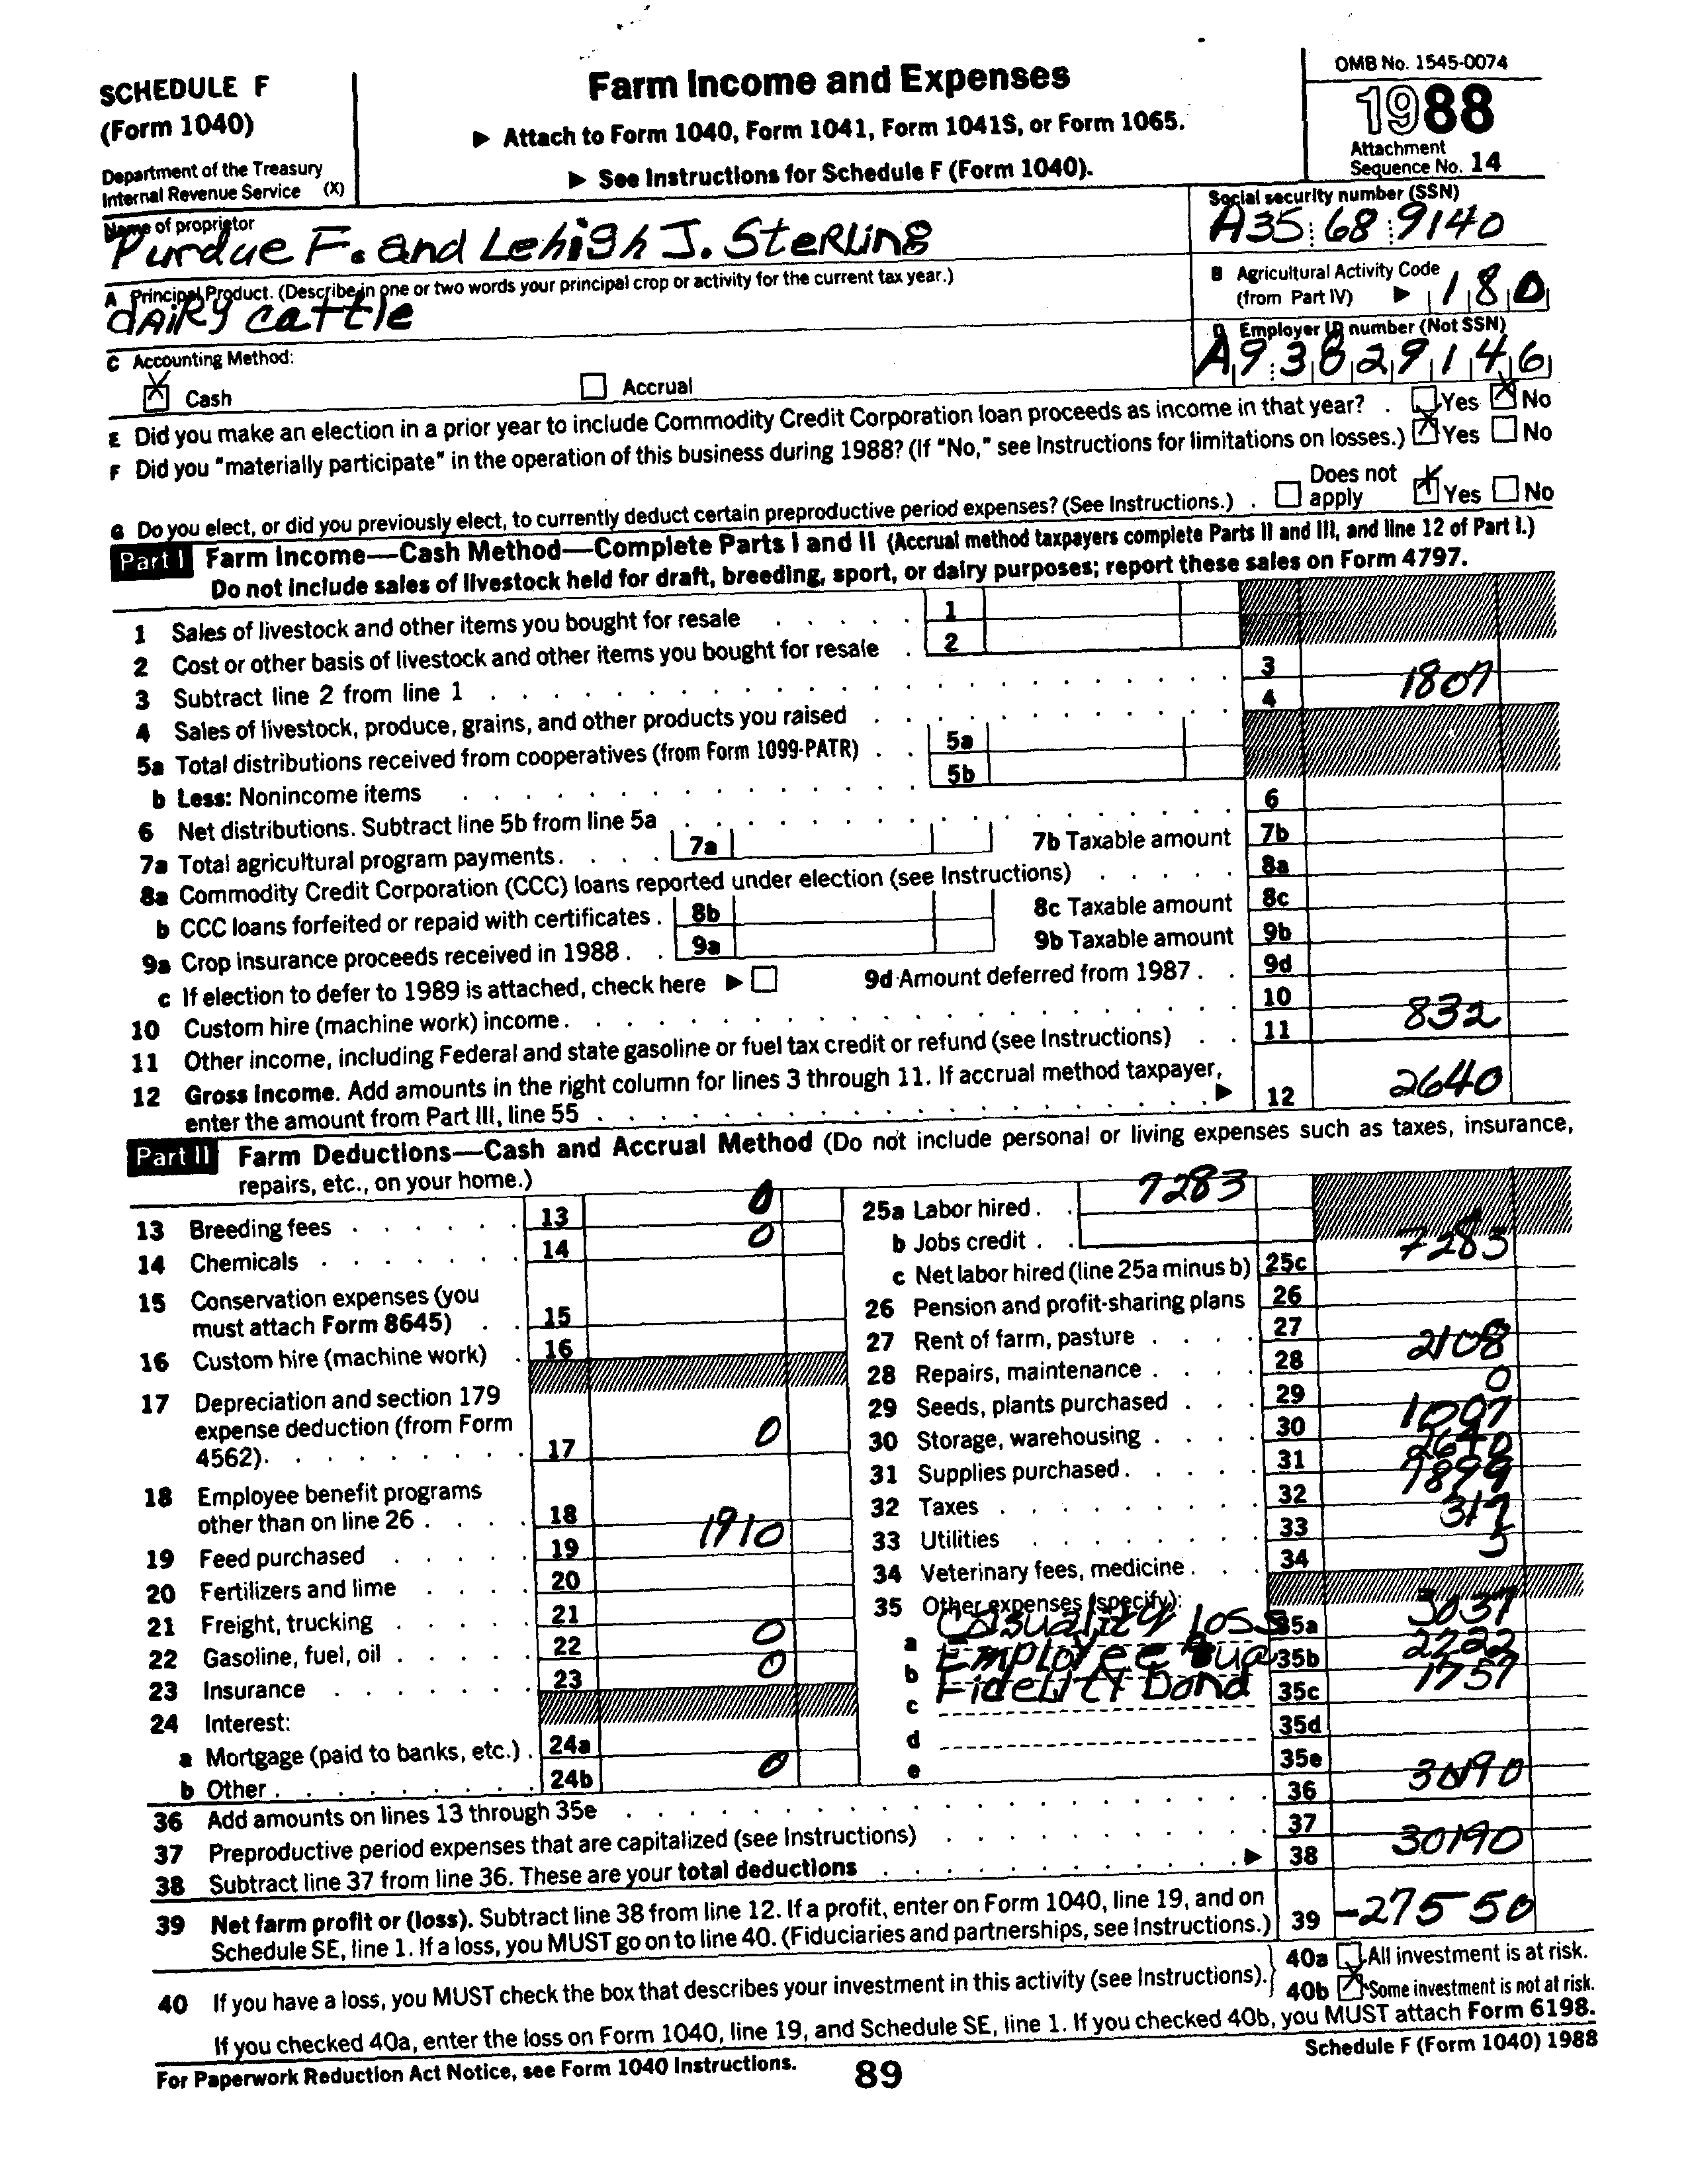 SCHEDULE F
(Form 1040)
Department of the Treasury
Internal Revenue Service (X)
Farm Income and Expenses
▶ Attach to Form 1040, Form 1041, Form 1041S, or Form 1065.
▶ See Instructions for Schedule F (Form 1040).
OMB No. 1545-0074
1988
Attachment
Sequence No. 14
Name of proprietor
Purdue F. and Lehigh J. Sterling
Social security number (SSN)
A35 68 9140
A Principal Product. (Describe in one or two words your principal crop or activity for the current tax year.)
dairy cattle
B Agricultural Activity Code
(from Part IV) ▶ 180
C Accounting Method:
X Cash Accrual
D Employer ID number (Not SSN)
A93829146
E Did you make an election in a prior year to include Commodity Credit Corporation loan proceeds as income in that year? . Yes X No
F Did you "materially participate" in the operation of this business during 1988? (If "No," see Instructions for limitations on losses.) X Yes No
G Do you elect, or did you previously elect, to currently deduct certain preproductive period expenses? (See Instructions.) . Does not apply X Yes No
Part I Farm Income—Cash Method—Complete Parts I and II (Accrual method taxpayers complete Parts II and III, and line 12 of Part I.)
Do not include sales of livestock held for draft, breeding, sport, or dairy purposes; report these sales on Form 4797.
1 Sales of livestock and other items you bought for resale 1
2 Cost or other basis of livestock and other items you bought for resale 2
3 Subtract line 2 from line 1 3
4 Sales of livestock, produce, grains, and other products you raised 4 1807
5a Total distributions received from cooperatives (from Form 1099-PATR) 5a
b Less: Nonincome items 5b
6 Net distributions. Subtract line 5b from line 5a 6
7a Total agricultural program payments. 7a 7b Taxable amount 7b
8a Commodity Credit Corporation (CCC) loans reported under election (see Instructions) 8a
b CCC loans forfeited or repaid with certificates. 8b 8c Taxable amount 8c
9a Crop insurance proceeds received in 1988. 9a 9b Taxable amount 9b
c If election to defer to 1989 is attached, check here ▶ 9d Amount deferred from 1987. 9d
10 Custom hire (machine work) income. 10
11 Other income, including Federal and state gasoline or fuel tax credit or refund (see Instructions) 11 832
12 Gross Income. Add amounts in the right column for lines 3 through 11. If accrual method taxpayer,
enter the amount from Part III, line 55 ▶ 12 2640
Part II Farm Deductions—Cash and Accrual Method (Do not include personal or living expenses such as taxes, insurance,
repairs, etc., on your home.)
13 Breeding fees 13 0
14 Chemicals 14 0
15 Conservation expenses (you
must attach Form 8645) 15
16 Custom hire (machine work) 16
17 Depreciation and section 179
expense deduction (from Form
4562). 17 0
18 Employee benefit programs
other than on line 26 18
19 Feed purchased 19 1910
20 Fertilizers and lime 20
21 Freight, trucking 21
22 Gasoline, fuel, oil 22 0
23 Insurance 23 0
24 Interest:
a Mortgage (paid to banks, etc.) 24a
b Other 24b 0
25a Labor hired 7283
b Jobs credit
c Net labor hired (line 25a minus b) 25c 7283
26 Pension and profit-sharing plans 26
27 Rent of farm, pasture 27
28 Repairs, maintenance 28 2108
29 Seeds, plants purchased 29 0
30 Storage, warehousing 30
31 Supplies purchased 31 2640
32 Taxes 32 7899
33 Utilities 33 317
34 Veterinary fees, medicine 34
35 Other expenses (specify):
a Casuality loss 35a 3037
b Employee 35b 2222
c Fidelity Bond 35c 1757
d 35d
e 35e
36 Add amounts on lines 13 through 35e 36 30190
37 Preproductive period expenses that are capitalized (see Instructions) 37
38 Subtract line 37 from line 36. These are your total deductions ▶ 38 30190
39 Net farm profit or (loss). Subtract line 38 from line 12. If a profit, enter on Form 1040, line 19, and on
Schedule SE, line 1. If a loss, you MUST go on to line 40. (Fiduciaries and partnerships, see Instructions.) 39 -27550
40 If you have a loss, you MUST check the box that describes your investment in this activity (see Instructions).
40a All investment is at risk.
40b X Some investment is not at risk.
If you checked 40a, enter the loss on Form 1040, line 19, and Schedule SE, line 1. If you checked 40b, you MUST attach Form 6198.
For Paperwork Reduction Act Notice, see Form 1040 Instructions.
89
Schedule F (Form 1040) 1988